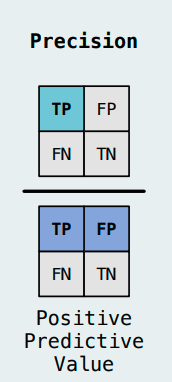 Precision
TP FP
FN TN
TP FP
FN TN
Positive
Predictive
Value